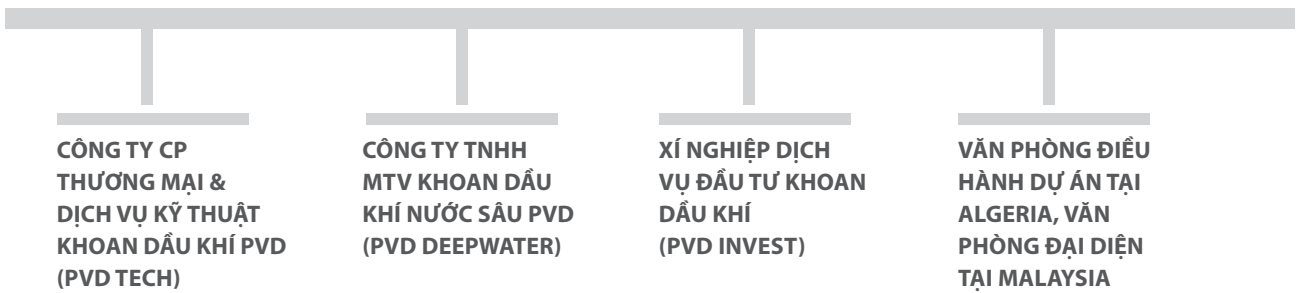 CÔNG TY CP
THƯƠNG MẠI &
DỊCH VỤ KỸ THUẬT
KHOAN DẦU KHÍ PVD
(PVD TECH)
CÔNG TY TNHH
MTV KHOAN DẦU
KHÍ NƯỚC SÂU PVD
(PVD DEEPWATER)
XÍ NGHIỆP DỊCH
VỤ ĐẦU TƯ KHOAN
DẦU KHÍ
(PVD INVEST)
VĂN PHÒNG ĐIỀU
HÀNH DỰ ÁN TẠI
ALGERIA, VĂN
PHÒNG ĐẠI DIỆN
TẠI MALAYSIA